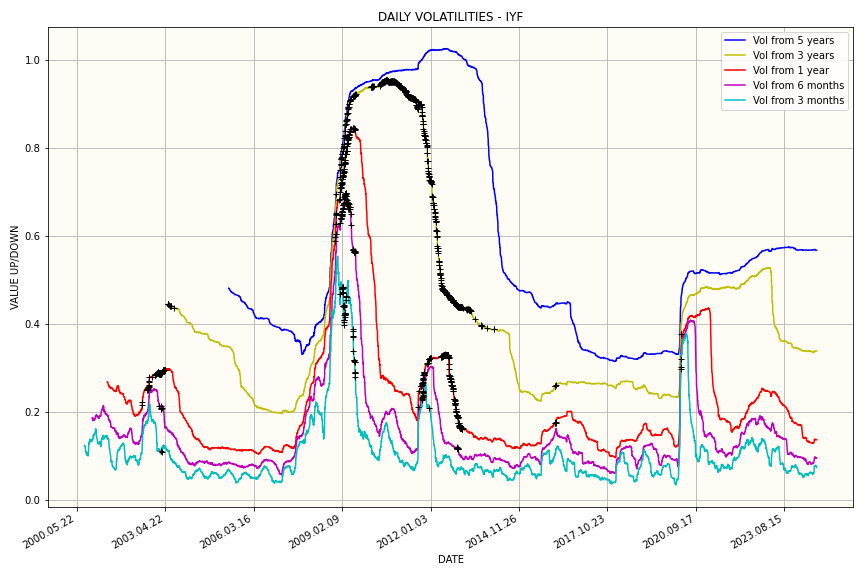 DAILY VOLATILITIES - IYF
Vol from 5 years
Vol from 3 years
Vol from 1 year
Vol from 6 months
Vol from 3 months
VALUE UP/DOWN
1.0
0.8
0.6
0.4
0.2
0.0
2000.05.22
2003.04.22
2006.03.16
2009.02.09
2012.01.03
2014.11.26
2017.10.23
2020.09.17
2023.08.15
DATE